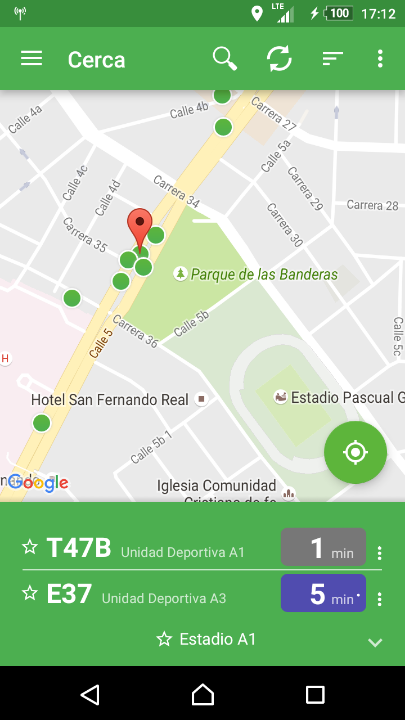 LTE
100
17:12
Cerca
Calle 4a
Calle 4b
Carrera 27
Calle 5a
Calle 4c
Calle 4d
Carrera 34
Carrera 29
Carrera 28
Carrera 35
Carrera 30
Parque de las Banderas
Calle 5
Carrera 36
Calle 5b
Calle 5c
H
Hotel San Fernando Real
Estadio Pascual G
Calle 5b 1
Google
Iglesia Comunidad
Cristiana de fe
T47B Unidad Deportiva A1 1 min
E37 Unidad Deportiva A3 5 min.
Estadio A1